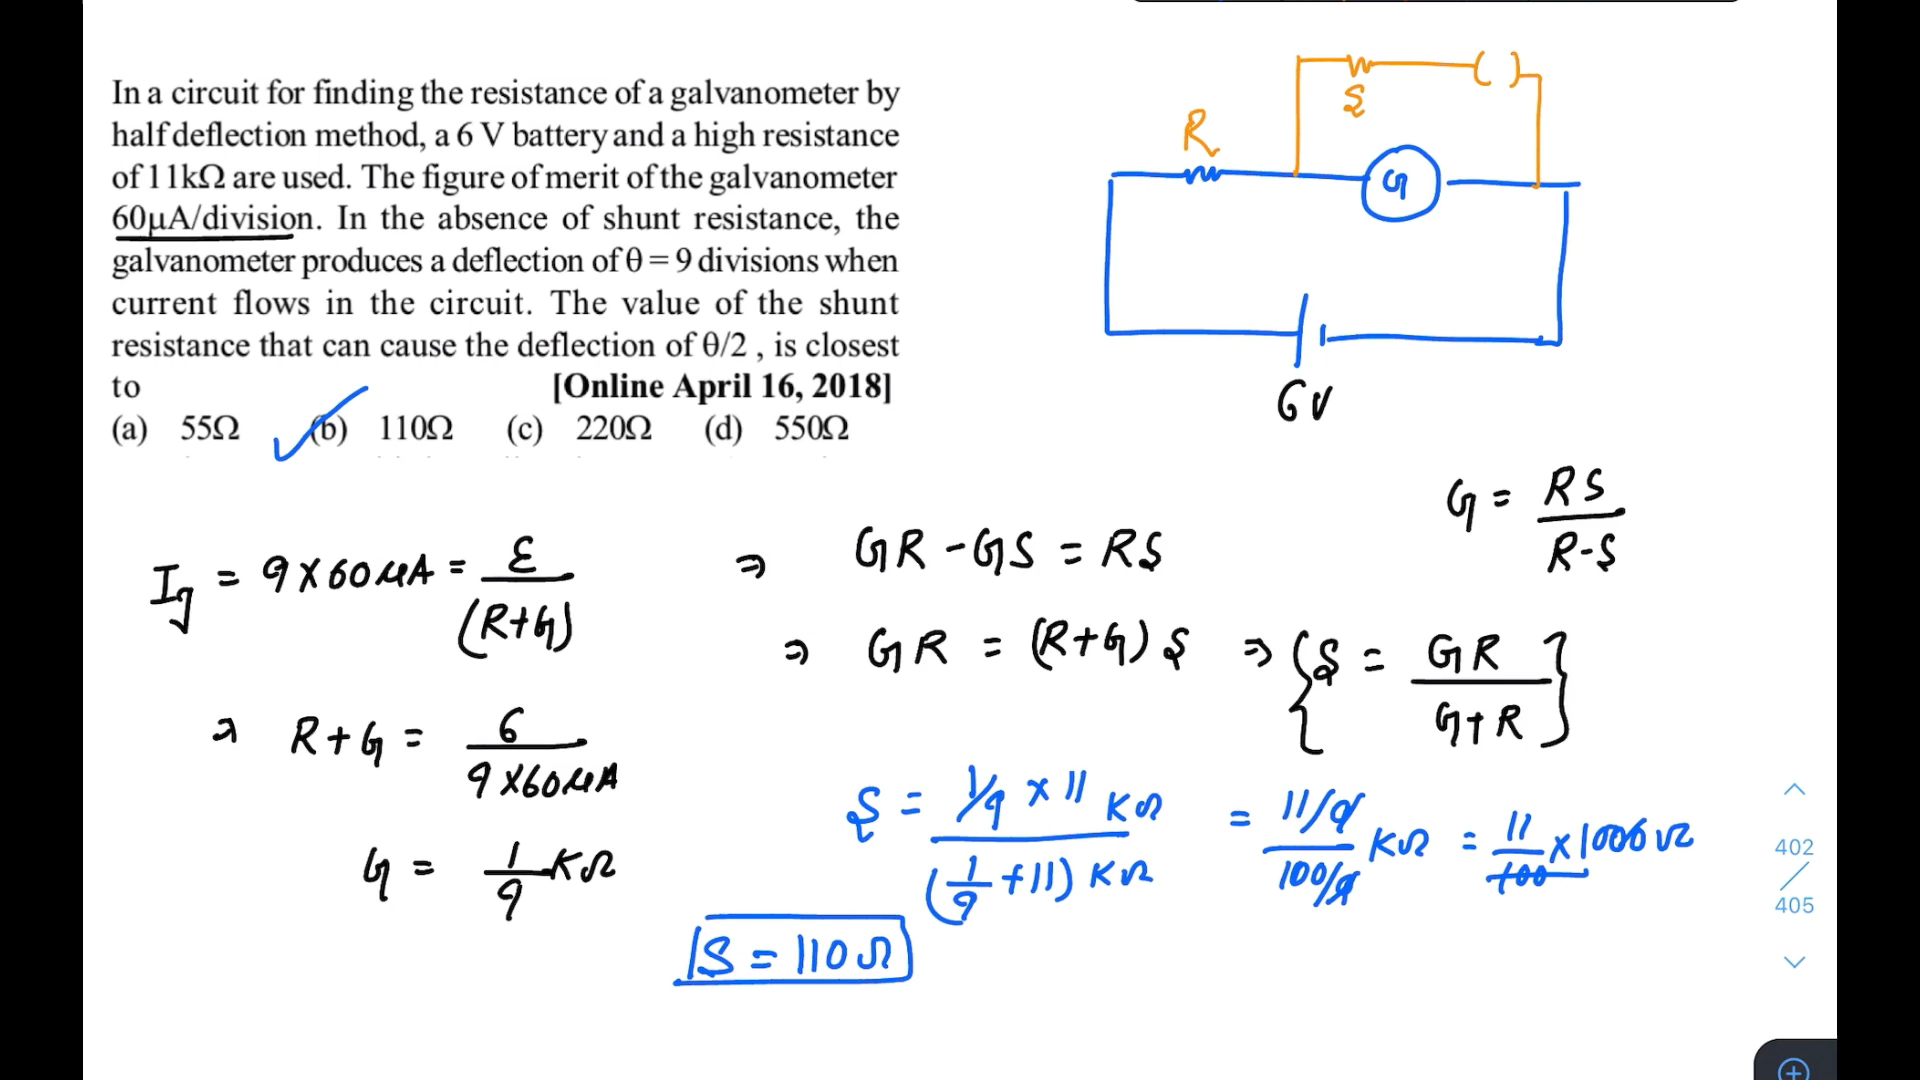 In a circuit for finding the resistance of a galvanometer by
half deflection method, a 6 V battery and a high resistance
of 11kΩ are used. The figure of merit of the galvanometer
60μA/division. In the absence of shunt resistance, the
galvanometer produces a deflection of θ = 9 divisions when
current flows in the circuit. The value of the shunt
resistance that can cause the deflection of θ/2 , is closest
to [Online April 16, 2018]
(a) 55Ω (b) 110Ω (c) 220Ω (d) 550Ω
R
S
( )
G
6V
G = RS / R-S
Ig = 9 X 60 μA = ε / (R+G)
⇒ R+G = 6 / 9 X 60 μA
G = 1/9 KΩ
⇒ GR - GS = RS
⇒ GR = (R+G) S ⇒ { S = GR / G+R }
S = 1/9 x 11 KΩ / (1/9 + 11) KΩ = 11/9 / 100/9 KΩ = 11/100 x 1000 Ω
S = 110 Ω
402
/
405